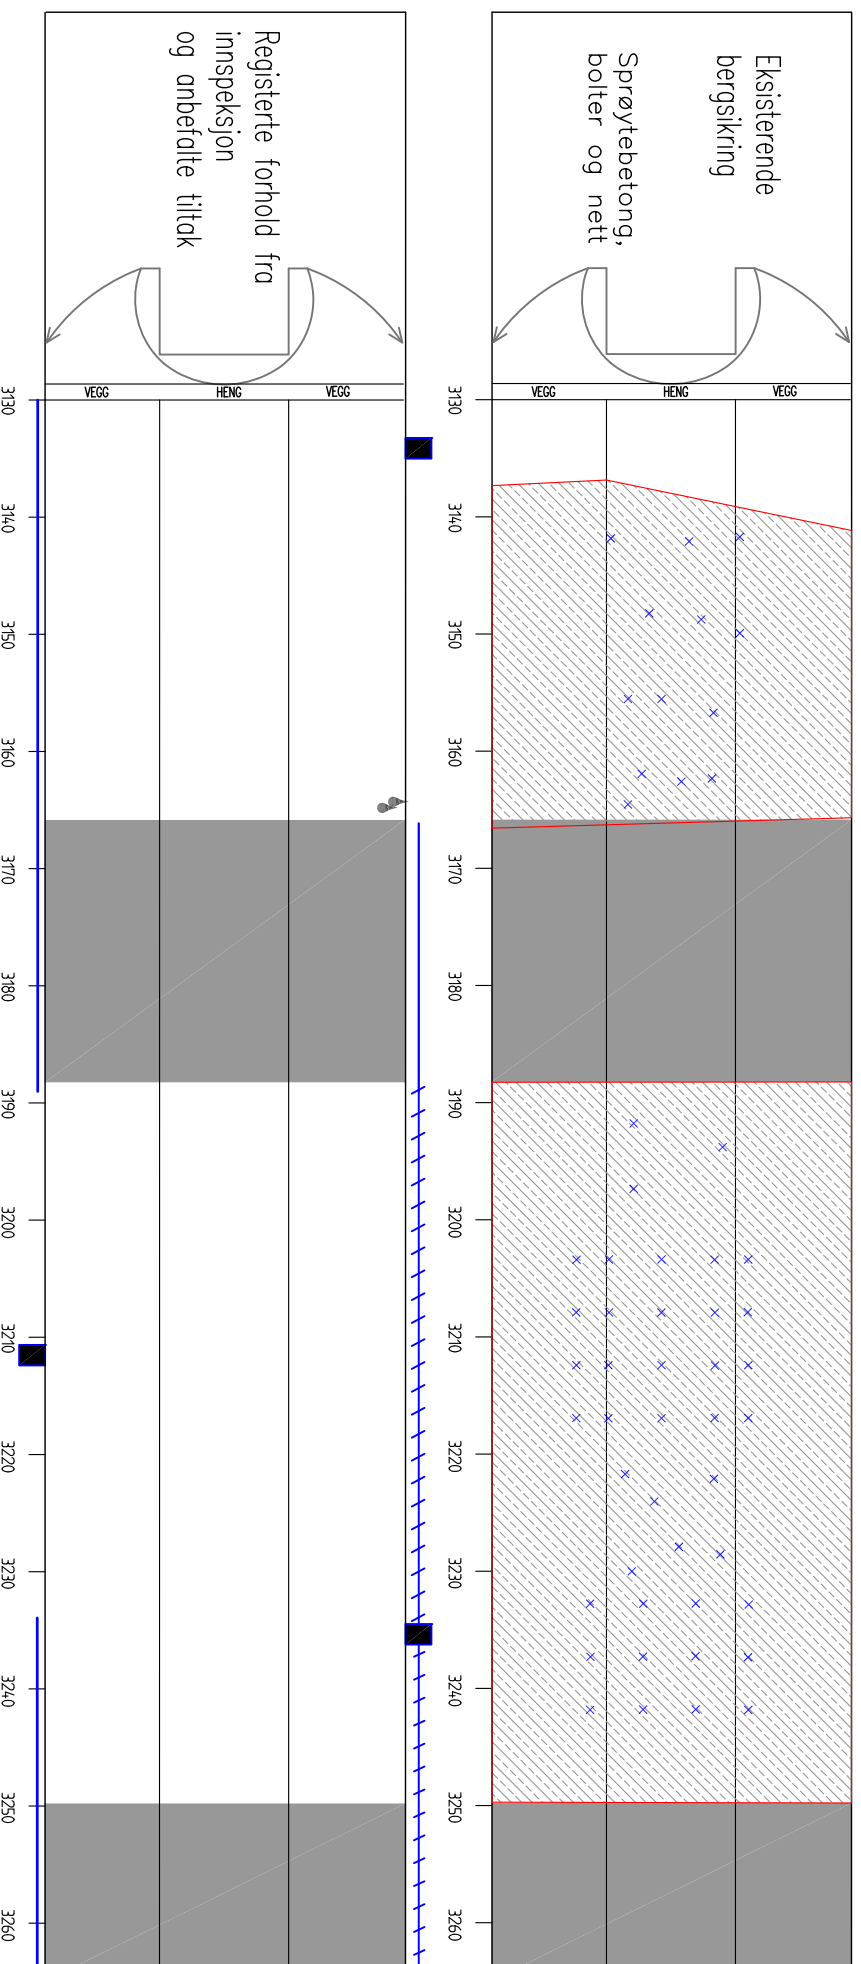 Eksisterende
bergsikring
Sprøytebetong,
bolter og nett
VEGG
HENG
VEGG
3130
3140
3150
3160
3170
3180
3190
3200
3210
3220
3230
3240
3250
3260
Registerte forhold fra
innspeksjon
og anbefalte tiltak
VEGG
HENG
VEGG
3130
3140
3150
3160
3170
3180
3190
3200
3210
3220
3230
3240
3250
3260